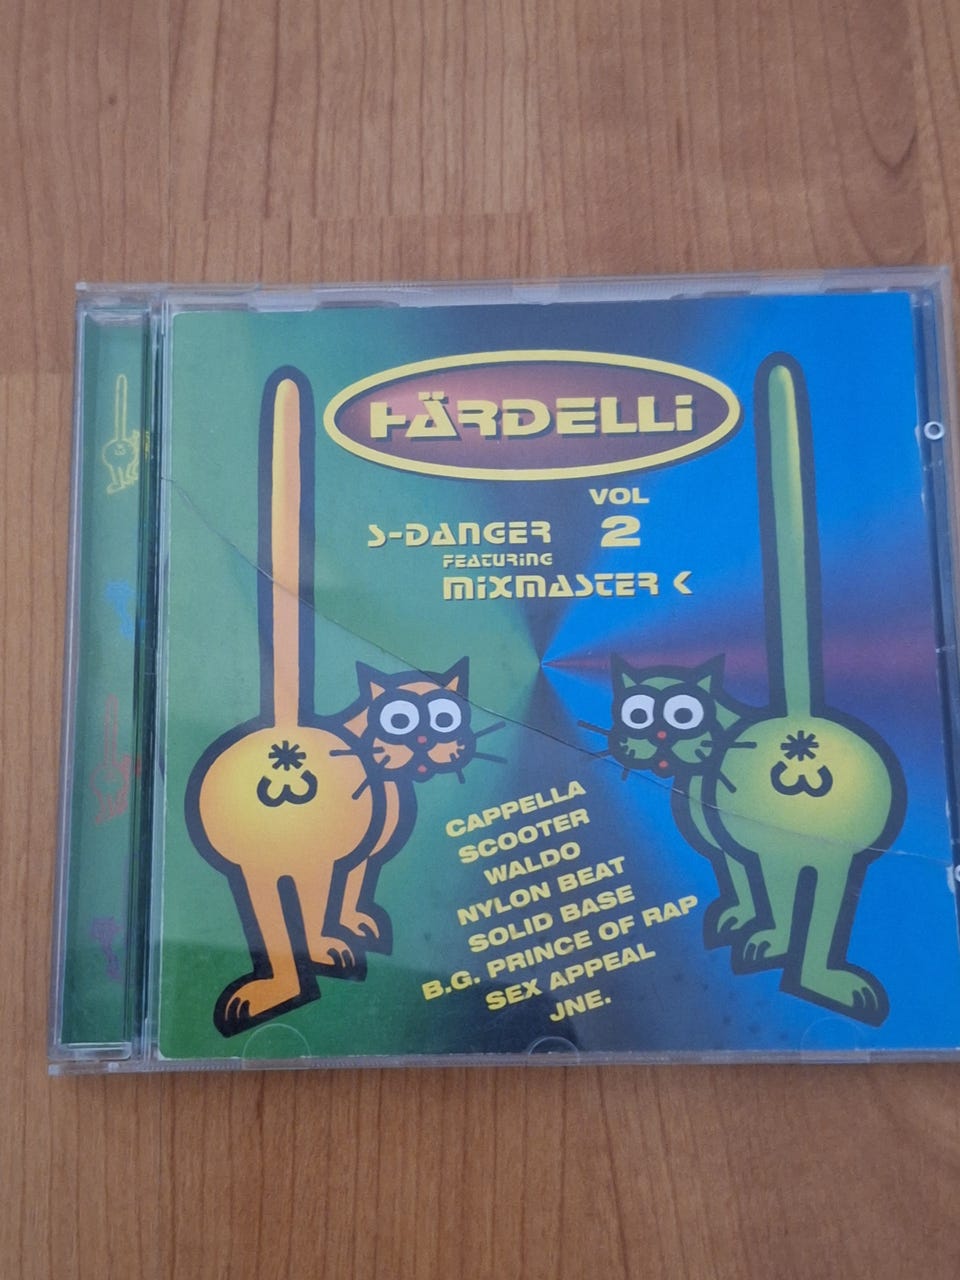 HÄRDELLI
VOL
2
S-DANGER
FEATURING
MIXMASTER K
CAPPELLA
SCOOTER
WALDO
NYLON BEAT
SOLID BASE
B.G. PRINCE OF RAP
SEX APPEAL
JNE.